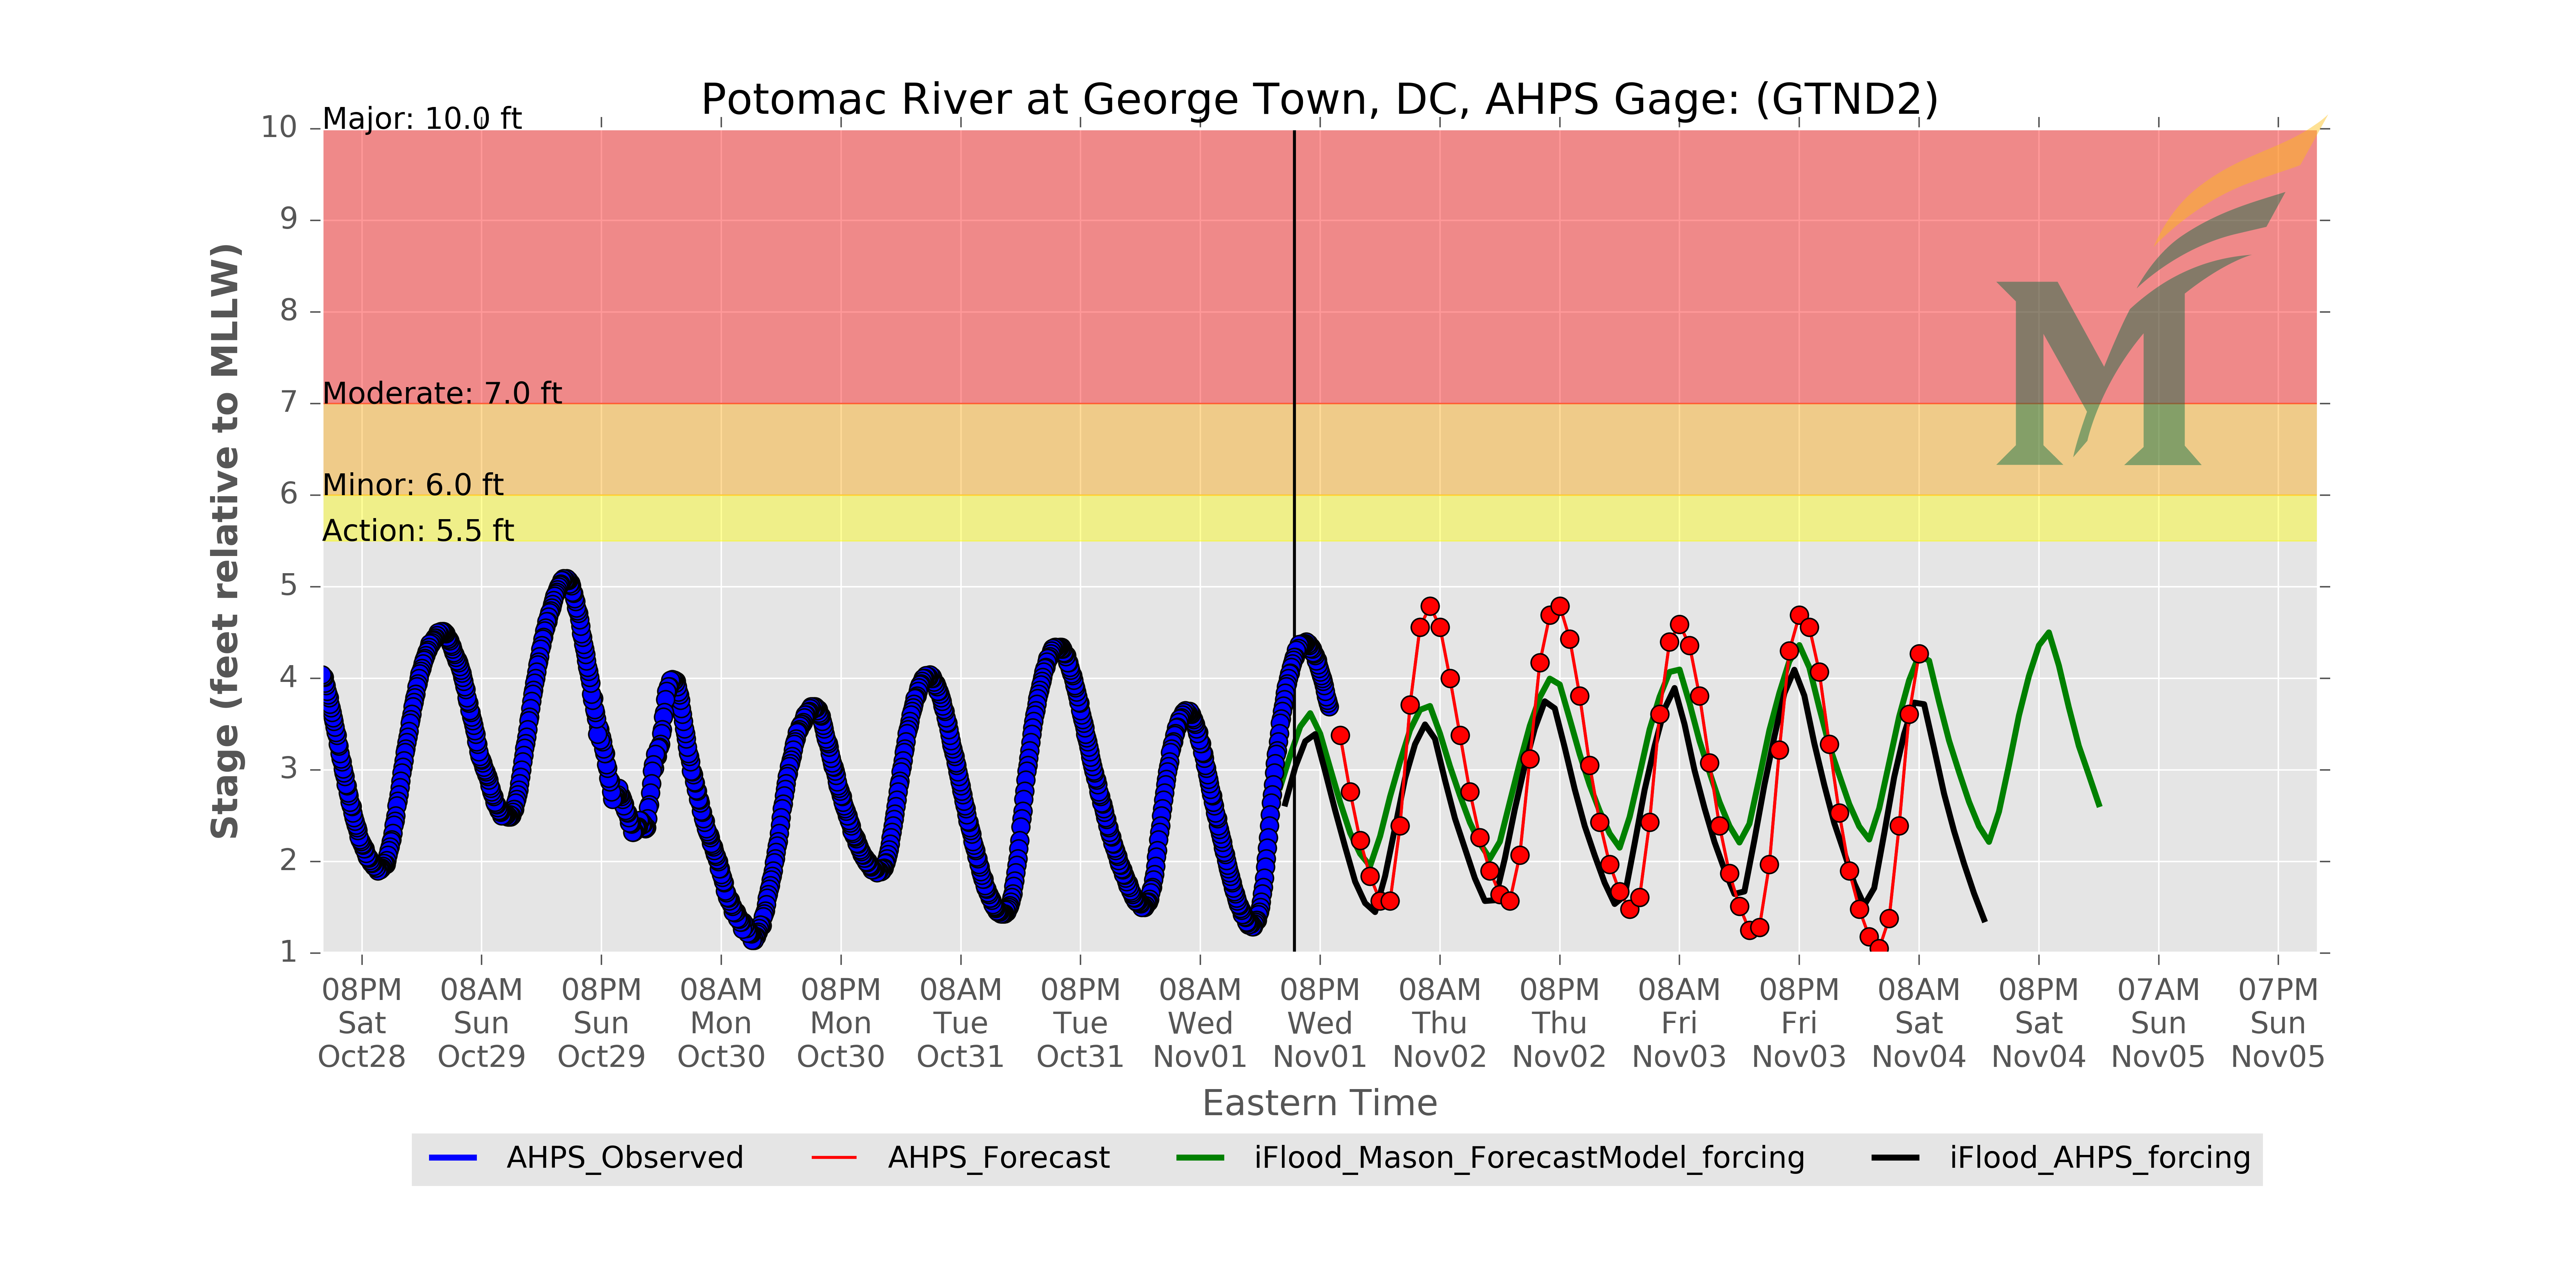 Potomac River at George Town, DC, AHPS Gage: (GTND2)
Major: 10.0 ft
Moderate: 7.0 ft
Minor: 6.0 ft
Action: 5.5 ft
Stage (feet relative to MLLW)
10
9
8
7
6
5
4
3
2
1
08PM 08AM 08PM 08AM 08PM 08AM 08PM 08AM 08PM 08AM 08PM 08AM 08PM 08AM 08PM 07AM 07PM
Sat Sun Sun Mon Mon Tue Tue Wed Wed Thu Thu Fri Fri Sat Sat Sun Sun
Oct28 Oct29 Oct29 Oct30 Oct30 Oct31 Oct31 Nov01 Nov01 Nov02 Nov02 Nov03 Nov03 Nov04 Nov04 Nov05 Nov05
Eastern Time
AHPS_Observed AHPS_Forecast iFlood_Mason_ForecastModel_forcing iFlood_AHPS_forcing